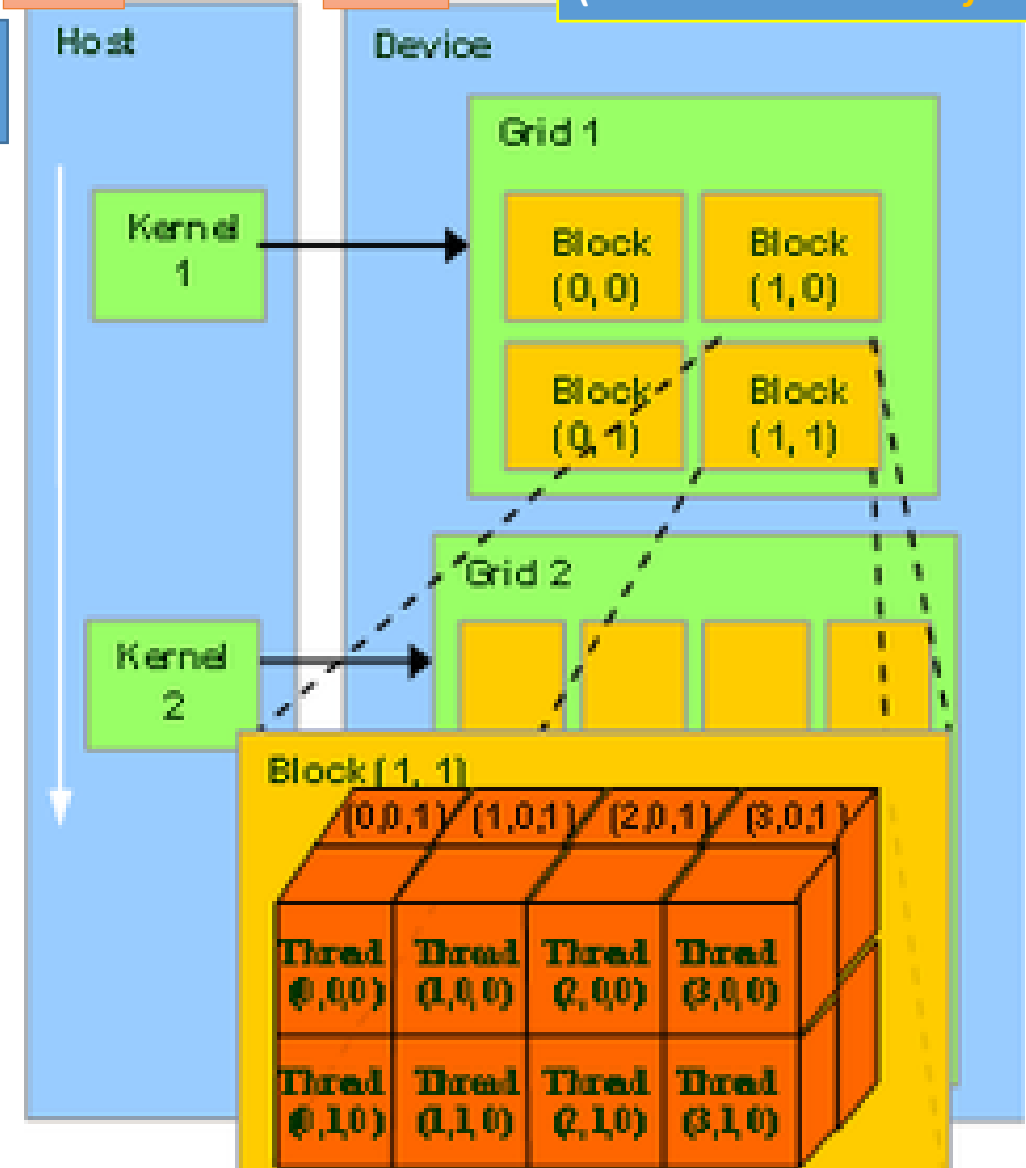 Host
Device
Grid 1
Kernel
1
Block
(0,0)
Block
(1,0)
Block
(0,1)
Block
(1,1)
Grid 2
Kernel
2
Block (1, 1)
(0,0,1) (1,0,1) (2,0,1) (3,0,1)
Thread
(0,0,0)
Thread
(1,0,0)
Thread
(2,0,0)
Thread
(3,0,0)
Thread
(0,1,0)
Thread
(1,1,0)
Thread
(2,1,0)
Thread
(3,1,0)